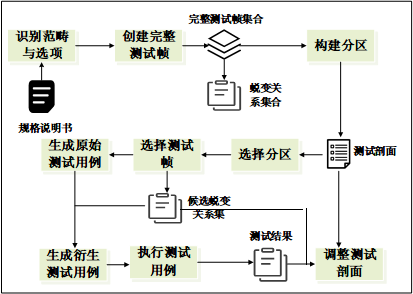 识别范畴
与选项
创建完整
测试帧
完整测试帧集合
构建分区
蜕变关
系集合
规格说明书
测试剖面
生成原始
测试用例
选择测试
帧
选择分区
候选蜕变
关系集
测试结果
生成衍生
测试用例
执行测试
用例
调整测试
剖面